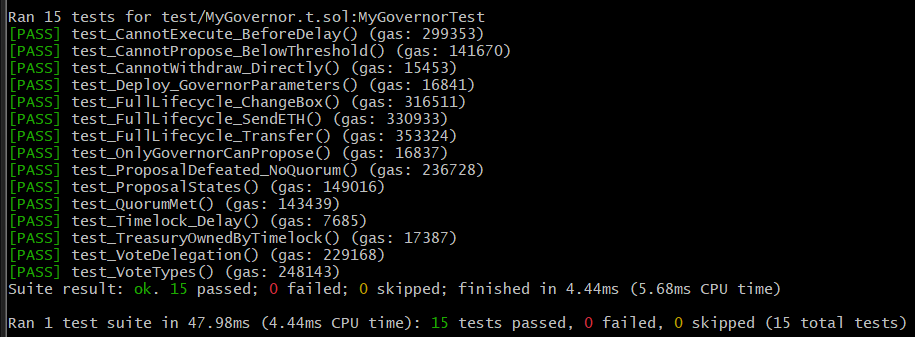 Ran 15 tests for test/MyGovernor.t.sol:MyGovernorTest
[PASS] test_CannotExecute_BeforeDelay() (gas: 299353)
[PASS] test_CannotPropose_BelowThreshold() (gas: 141670)
[PASS] test_CannotWithdraw_Directly() (gas: 15453)
[PASS] test_Deploy_GovernorParameters() (gas: 16841)
[PASS] test_FullLifecycle_ChangeBox() (gas: 316511)
[PASS] test_FullLifecycle_SendETH() (gas: 330933)
[PASS] test_FullLifecycle_Transfer() (gas: 353324)
[PASS] test_OnlyGovernorCanPropose() (gas: 16837)
[PASS] test_ProposalDefeated_NoQuorum() (gas: 236728)
[PASS] test_ProposalStates() (gas: 149016)
[PASS] test_QuorumMet() (gas: 143439)
[PASS] test_Timelock_Delay() (gas: 7685)
[PASS] test_TreasuryOwnedByTimelock() (gas: 17387)
[PASS] test_VoteDelegation() (gas: 229168)
[PASS] test_VoteTypes() (gas: 248143)
Suite result: ok. 15 passed; 0 failed; 0 skipped; finished in 4.44ms (5.68ms CPU time)
Ran 1 test suite in 47.98ms (4.44ms CPU time): 15 tests passed, 0 failed, 0 skipped (15 total tests)